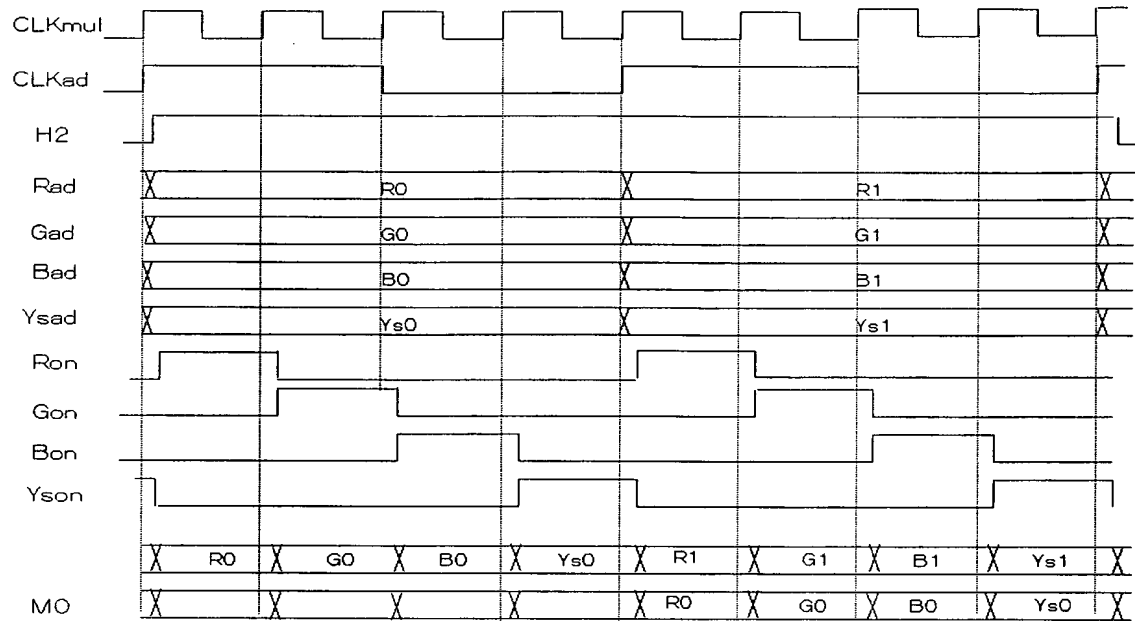 CLKmul
CLKad
H2
Rad R0 R1
Gad G0 G1
Bad B0 B1
Ysad Ys0 Ys1
Ron
Gon
Bon
Yson
R0 G0 B0 Ys0 R1 G1 B1 Ys1
MO R0 G0 B0 Ys0